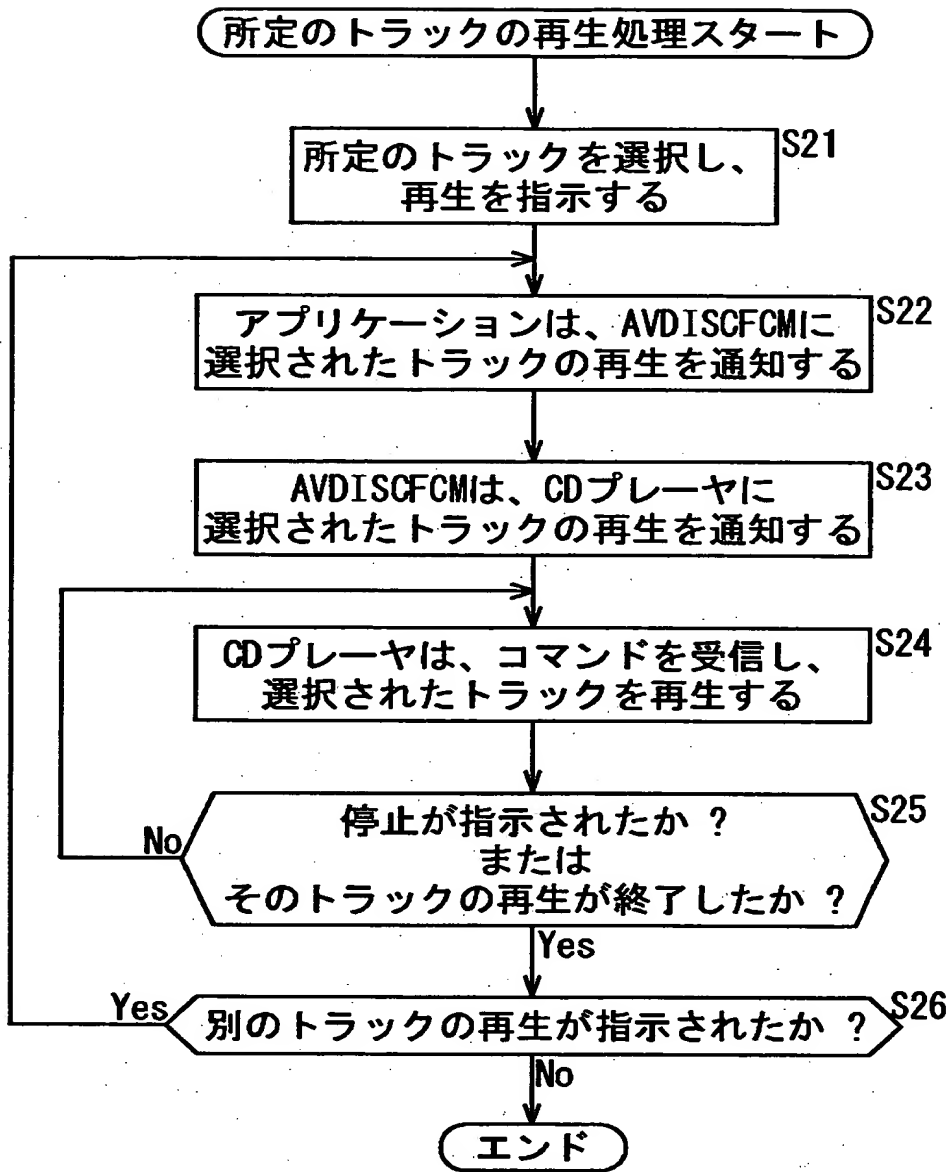 所定のトラックの再生処理スタート
S21
所定のトラックを選択し、
再生を指示する
S22
アプリケーションは、AVDISCFCMに
選択されたトラックの再生を通知する
S23
AVDISCFCMは、CDプレーヤに
選択されたトラックの再生を通知する
S24
CDプレーヤは、コマンドを受信し、
選択されたトラックを再生する
S25
停止が指示されたか ?
または
そのトラックの再生が終了したか ?
No
Yes
S26
別のトラックの再生が指示されたか ?
Yes
No
エンド